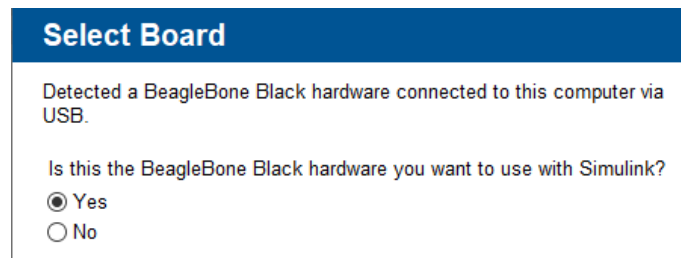 Select Board
Detected a BeagleBone Black hardware connected to this computer via
USB.
Is this the BeagleBone Black hardware you want to use with Simulink?
Yes
No